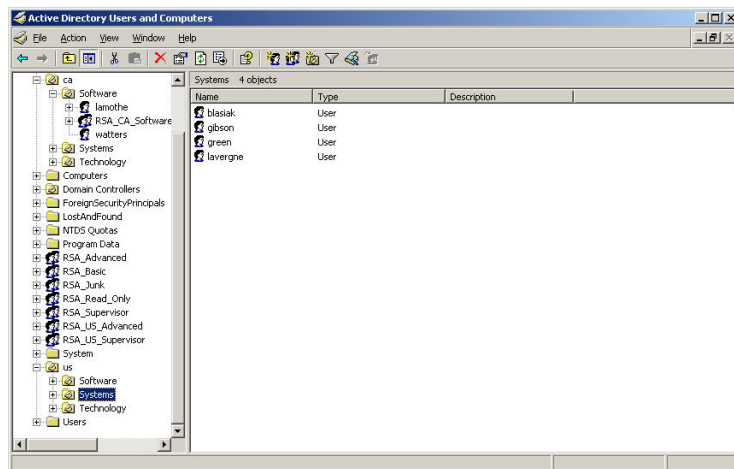 Active Directory Users and Computers
File Action View Window Help
ca
Software
lamothe
RSA_CA_Software
watters
Systems
Technology
Computers
Domain Controllers
ForeignSecurityPrincipals
LostAndFound
NTDS Quotas
Program Data
RSA_Advanced
RSA_Basic
RSA_Junk
RSA_Read_Only
RSA_Supervisor
RSA_US_Advanced
RSA_US_Supervisor
System
us
Software
Systems
Technology
Users
Systems 4 objects
Name Type Description
blasiak User
gibson User
green User
lavergne User